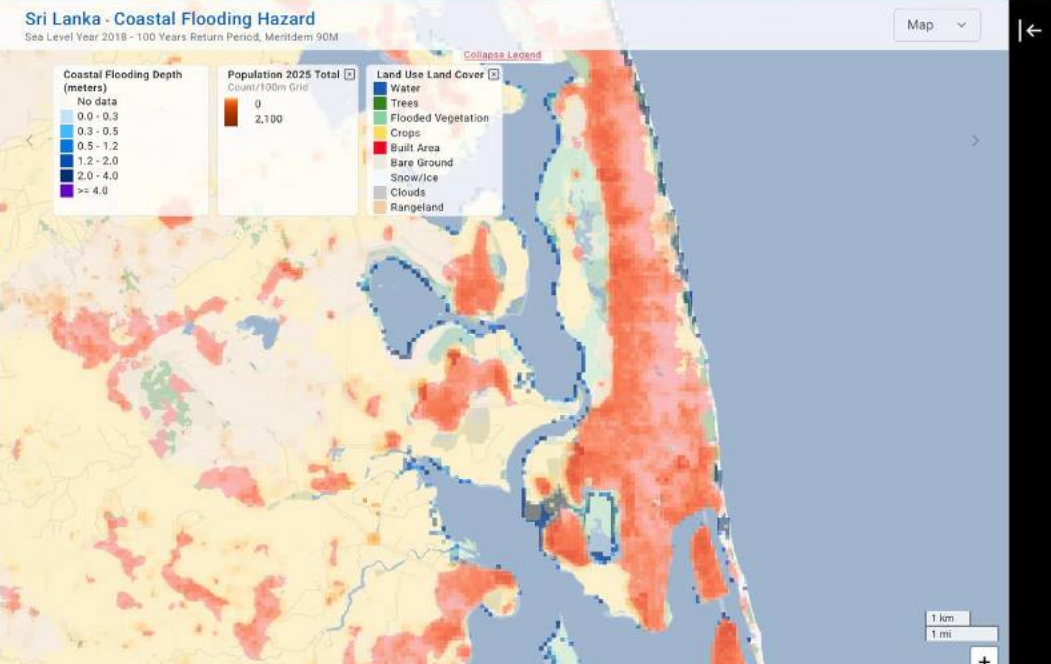 Sri Lanka - Coastal Flooding Hazard
Sea Level Year 2018 - 100 Years Return Period, Meritdem 90M
Map
Collapse Legend
Coastal Flooding Depth
(meters)
No data
0.0 - 0.3
0.3 - 0.5
0.5 - 1.2
1.2 - 2.0
2.0 - 4.0
>= 4.0
Population 2025 Total
Count/100m Grid
0
2,100
Land Use Land Cover
Water
Trees
Flooded Vegetation
Crops
Built Area
Bare Ground
Snow/Ice
Clouds
Rangeland
1 km
1 mi
+